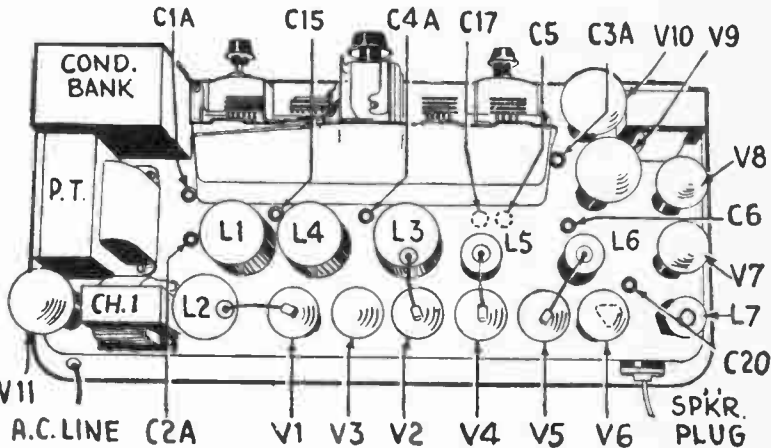 C1A C15 C4A C17 C5 C3A V10 V9
COND.
BANK
P.T.
V8
C6
L1 L4 L3 L5 L6
V7
CH.1 L2
L7
V11
C20
A.C. LINE C2A V1 V3 V2 V4 V5 V6
SP'K'R.
PLUG